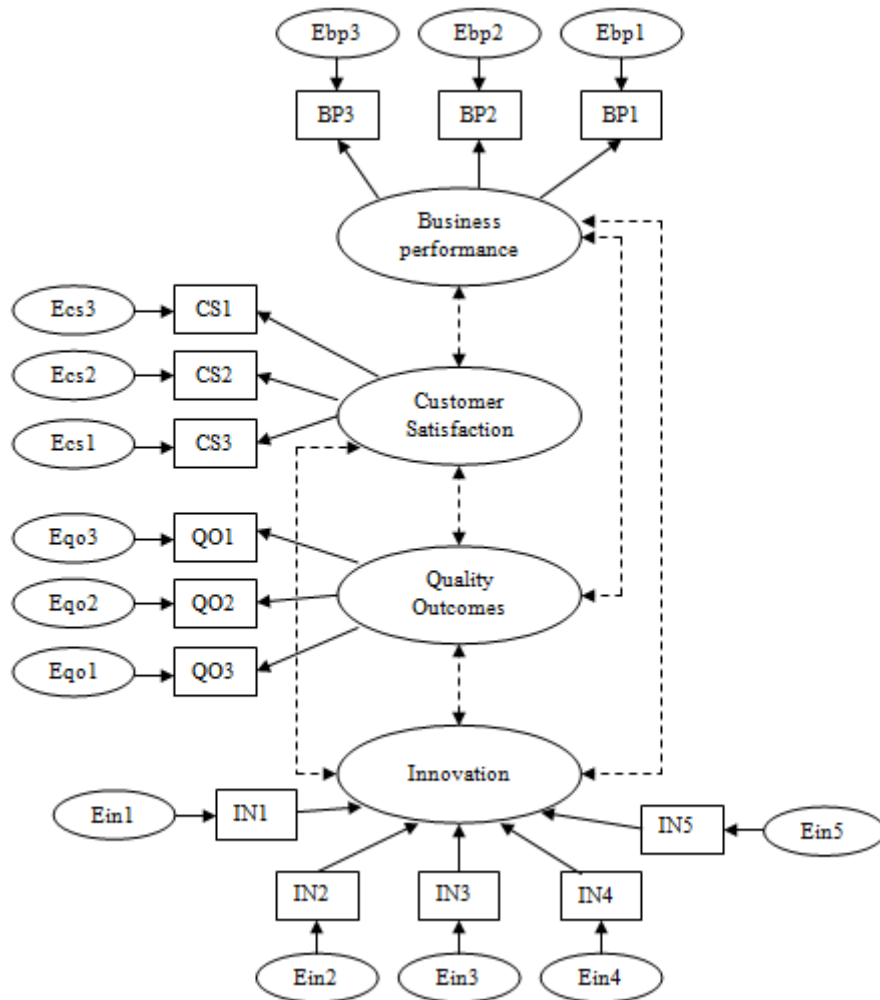 Ebp3
Ebp2
Ebp1
BP3
BP2
BP1
Business
performance
Ecs3
CS1
Ecs2
CS2
Customer
Satisfaction
Ecs1
CS3
Eqo3
QO1
Eqo2
QO2
Quality
Outcomes
Eqo1
QO3
Innovation
Ein1
IN1
IN5
Ein5
IN2
IN3
IN4
Ein2
Ein3
Ein4